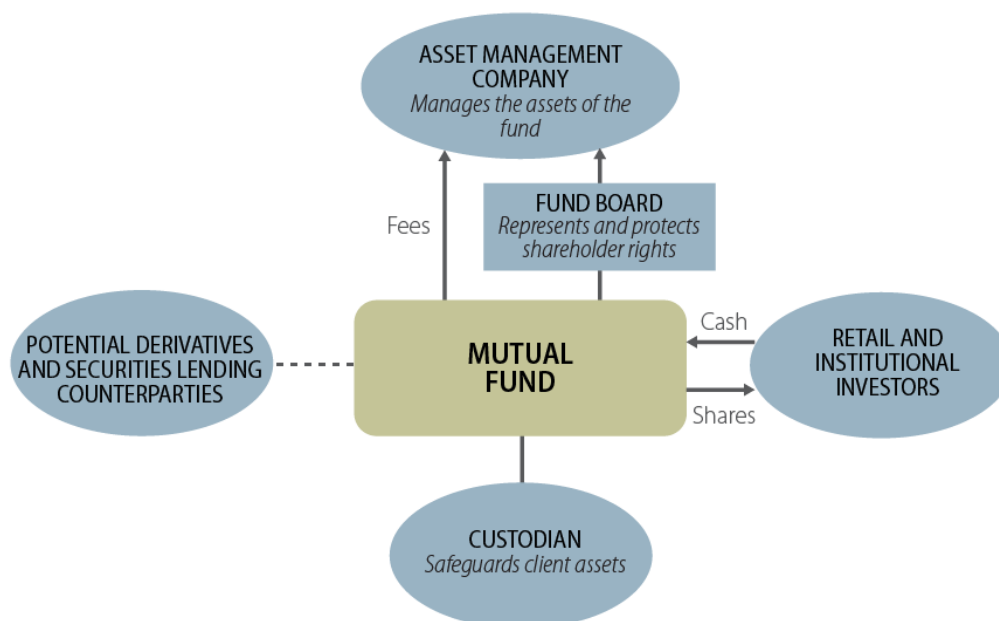 ASSET MANAGEMENT
COMPANY
Manages the assets of the
fund
Fees
FUND BOARD
Represents and protects
shareholder rights
POTENTIAL DERIVATIVES
AND SECURITIES LENDING
COUNTERPARTIES
MUTUAL
FUND
Cash
Shares
RETAIL AND
INSTITUTIONAL
INVESTORS
CUSTODIAN
Safeguards client assets